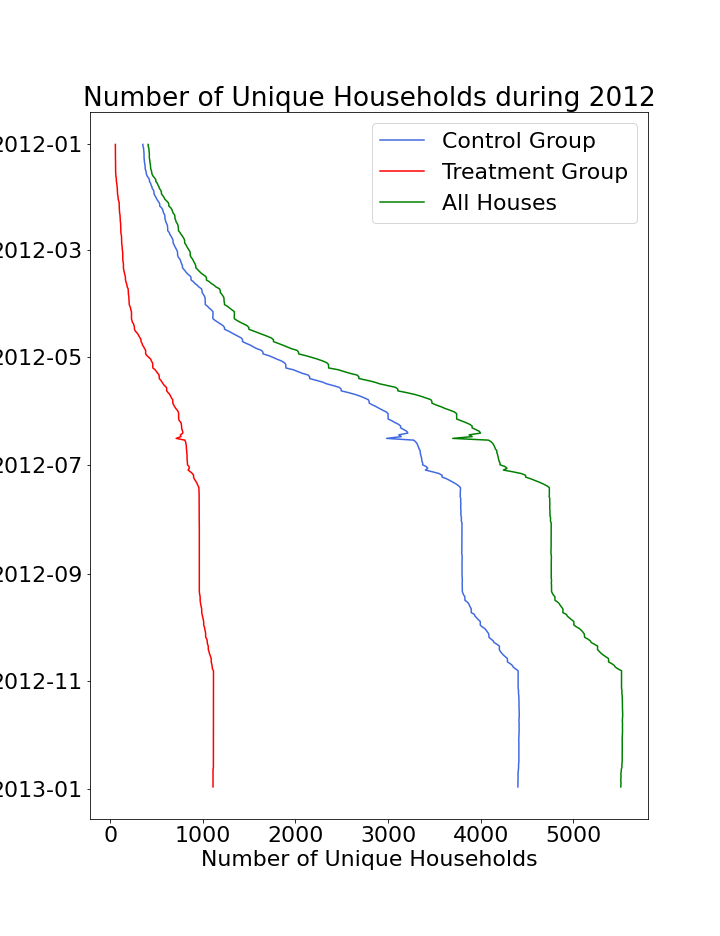 Number of Unique Households during 2012
Control Group
Treatment Group
All Houses
2012-01
2012-03
2012-05
2012-07
2012-09
2012-11
2013-01
0 1000 2000 3000 4000 5000
Number of Unique Households